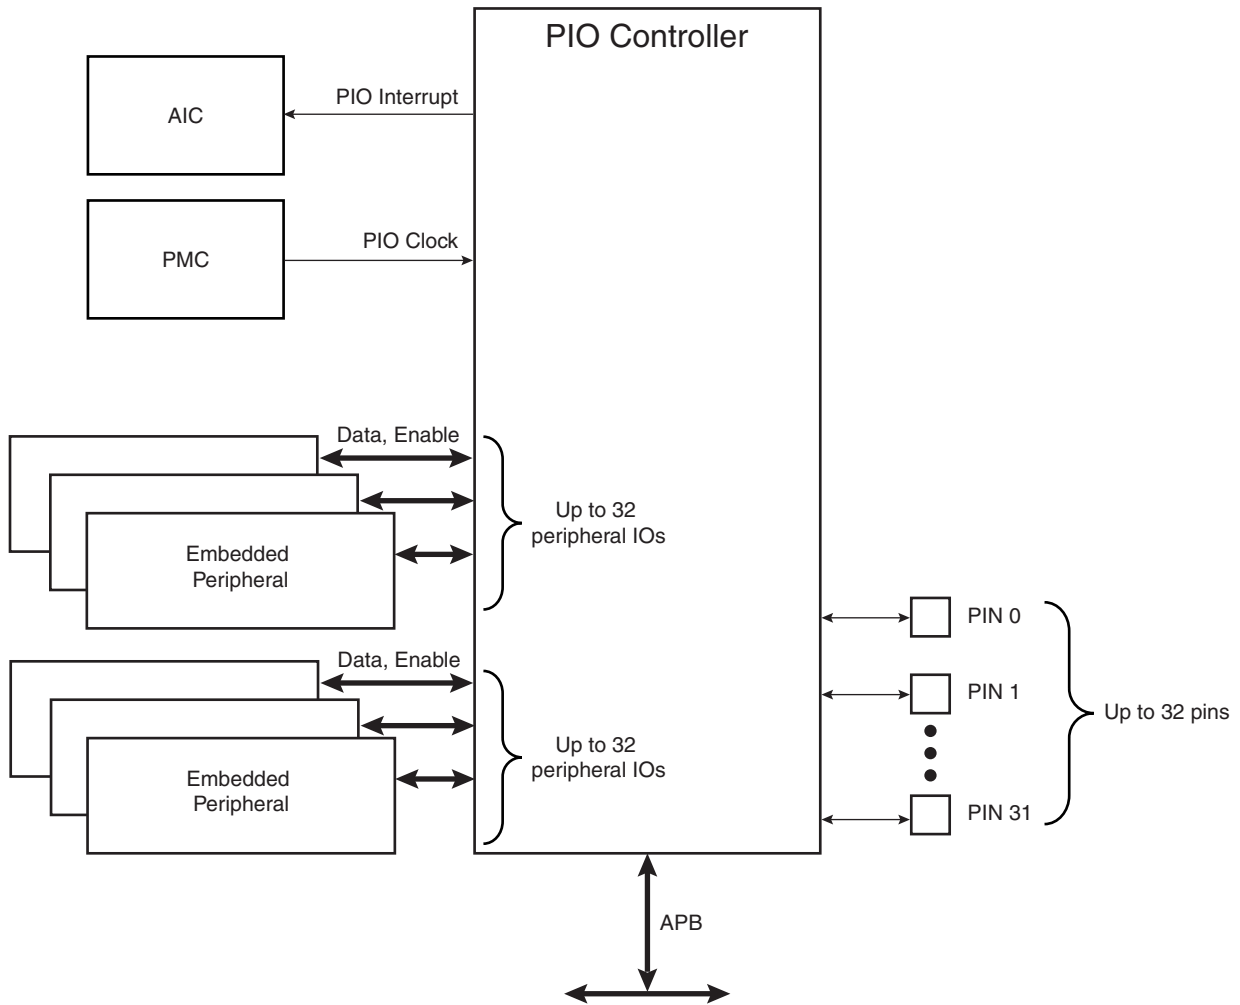 PIO Controller
AIC
PIO Interrupt
PMC
PIO Clock
Data, Enable
Up to 32
peripheral IOs
Embedded
Peripheral
PIN 0
Data, Enable
PIN 1
Up to 32 pins
Up to 32
peripheral IOs
Embedded
Peripheral
PIN 31
APB